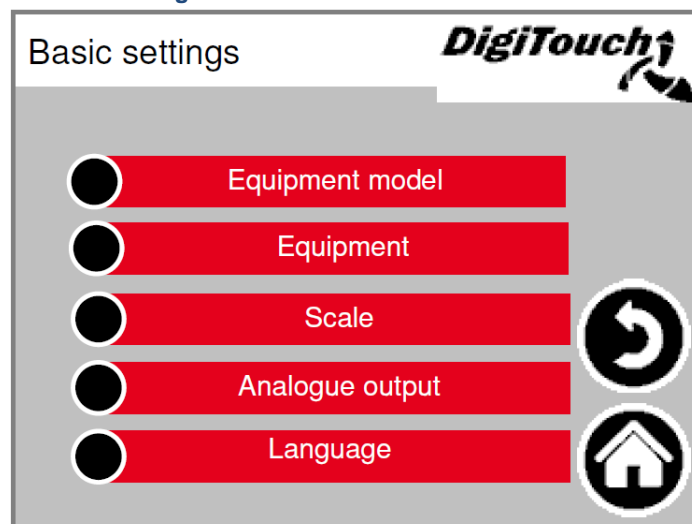 Basic settings
DigiTouch
Equipment model
Equipment
Scale
Analogue output
Language